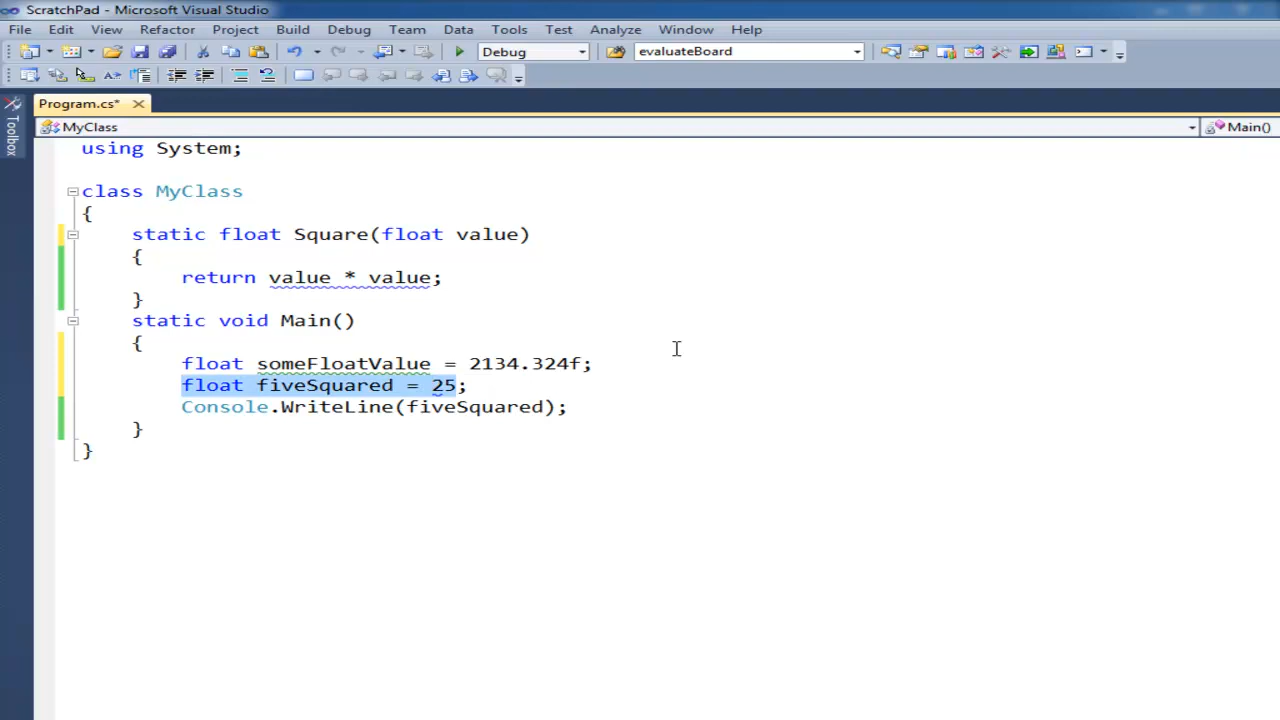 ScratchPad - Microsoft Visual Studio
File Edit View Refactor Project Build Debug Team Data Tools Test Analyze Window Help
Debug evaluateBoard
Program.cs*
Toolbox
MyClass Main()
using System;
class MyClass
{
static float Square(float value)
{
return value * value;
}
static void Main()
{
float someFloatValue = 2134.324f;
float fiveSquared = 25;
Console.WriteLine(fiveSquared);
}
}